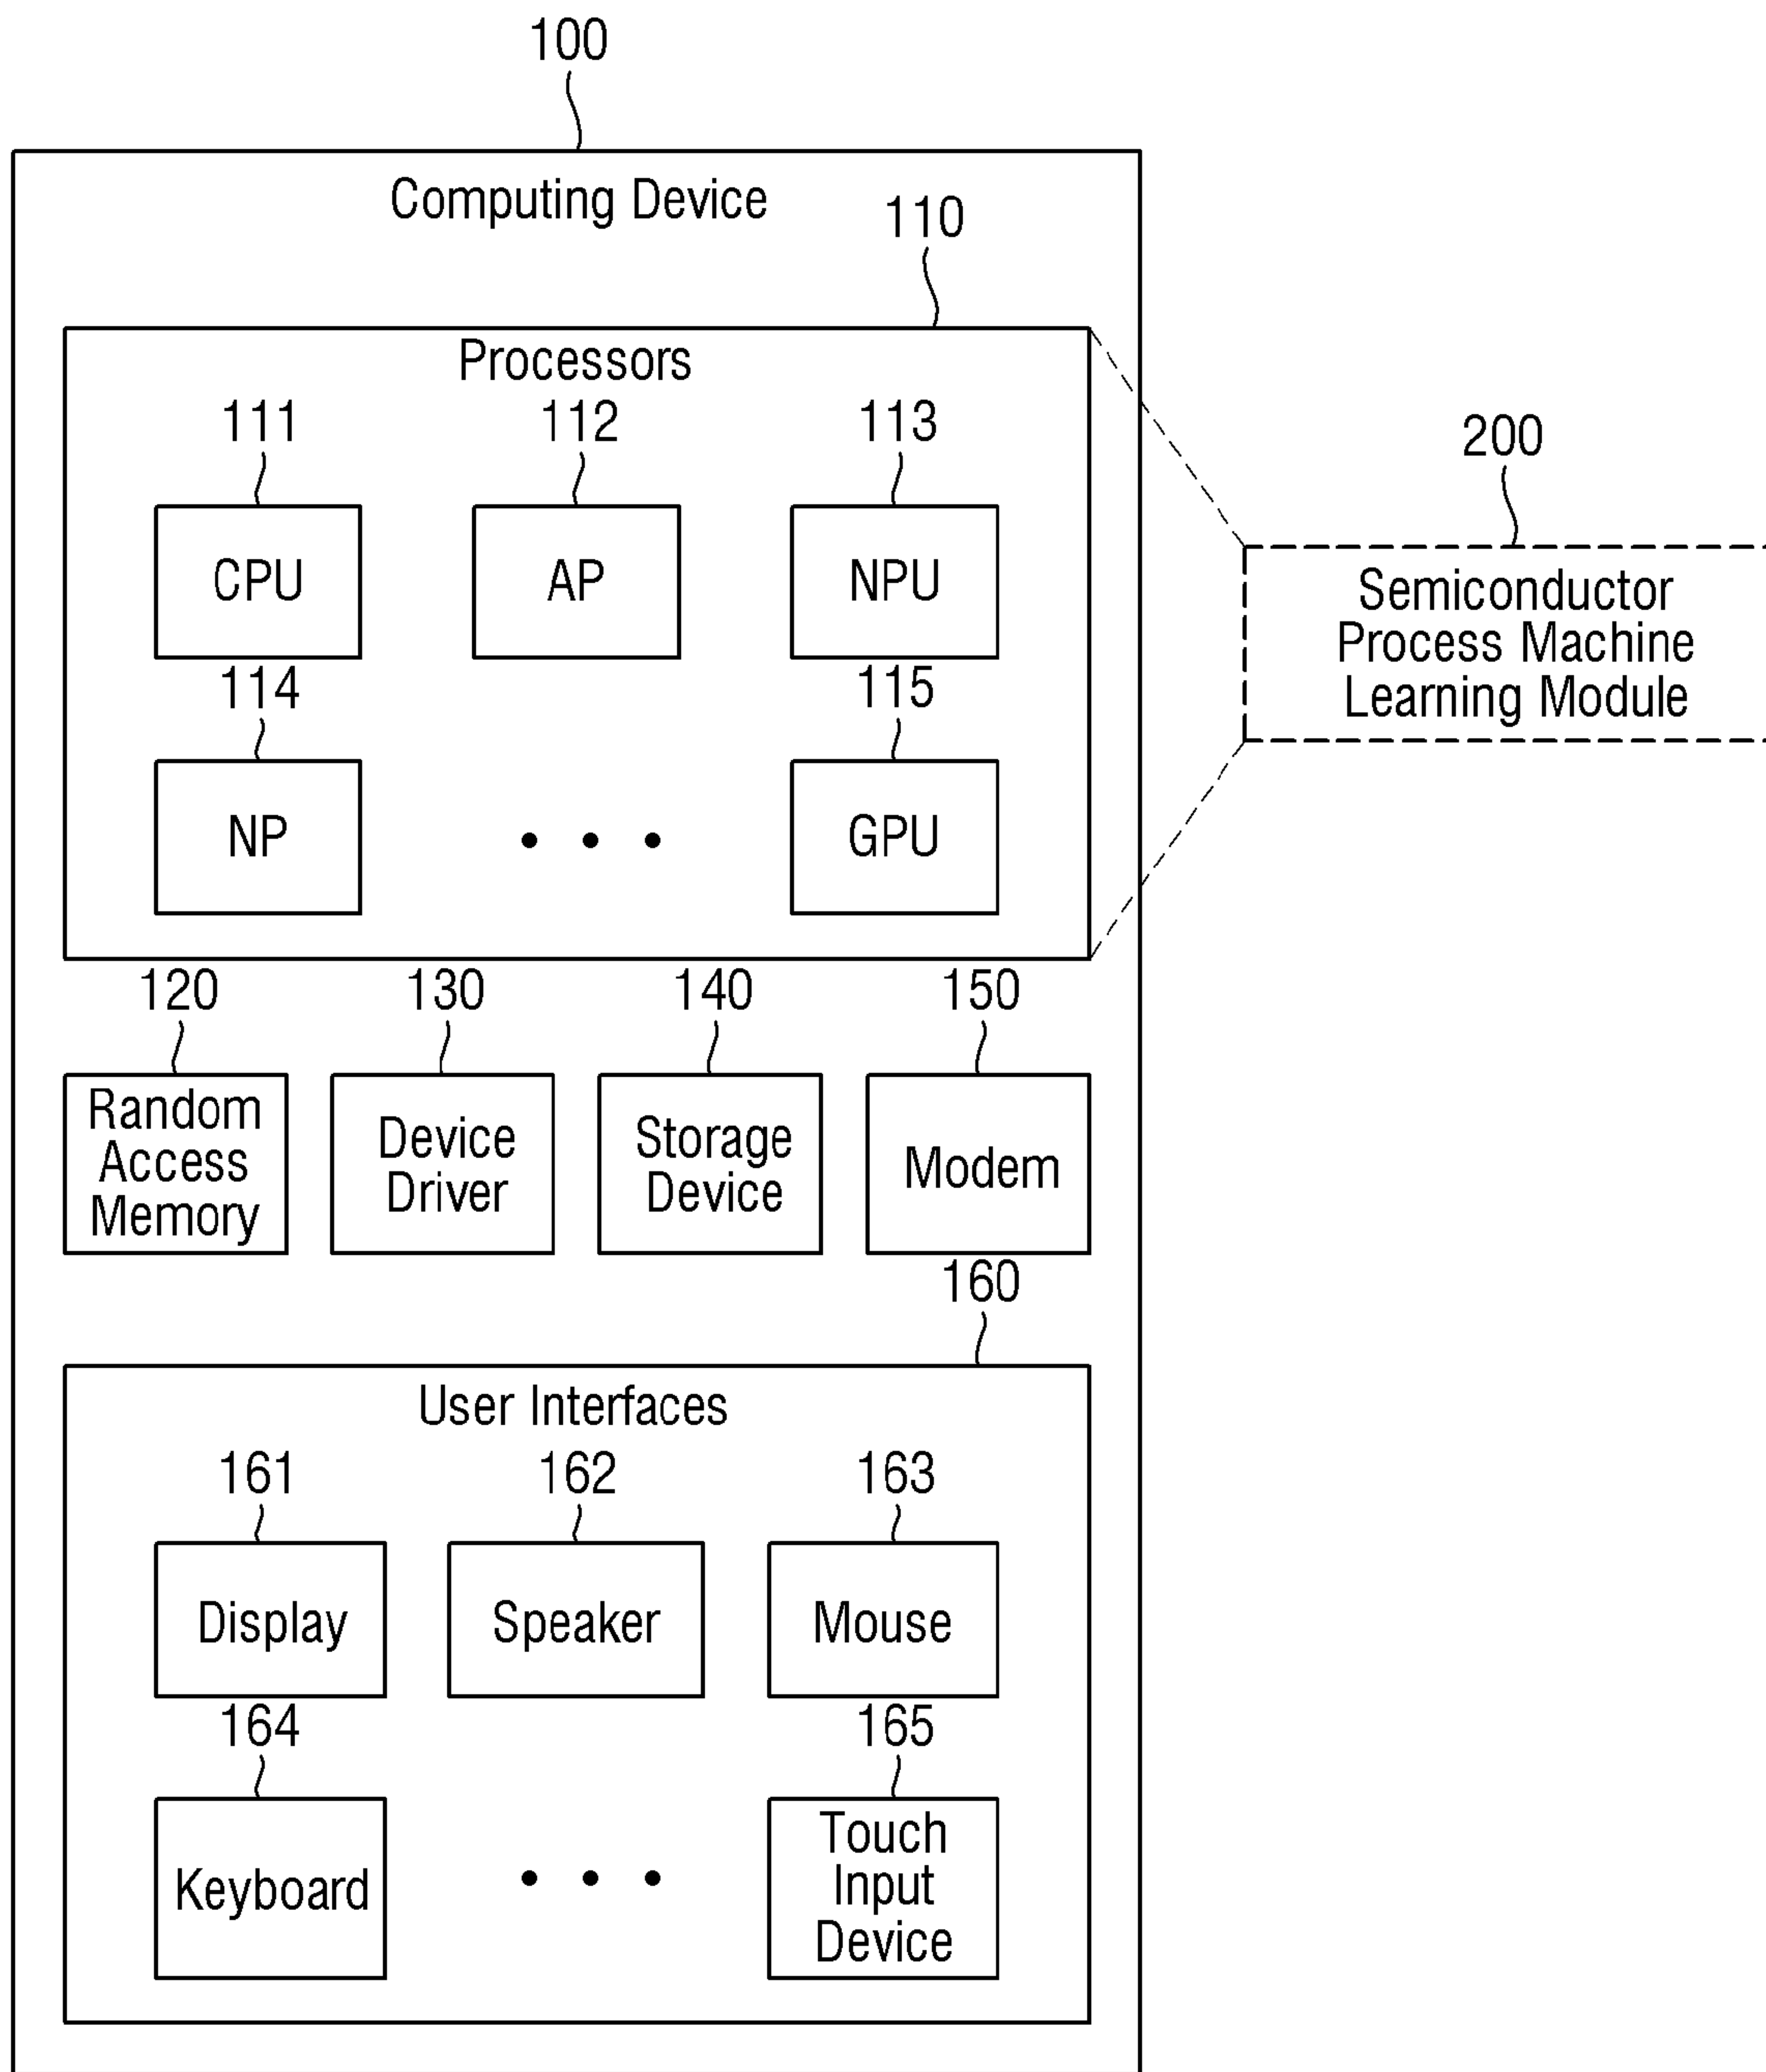 100
Computing Device
110
Processors
111
112
113
CPU
AP
NPU
114
115
NP
GPU
200
Semiconductor
Process Machine
Learning Module
120
130
140
150
Random
Access
Memory
Device
Driver
Storage
Device
Modem
160
User Interfaces
161
162
163
Display
Speaker
Mouse
164
165
Keyboard
Touch
Input
Device